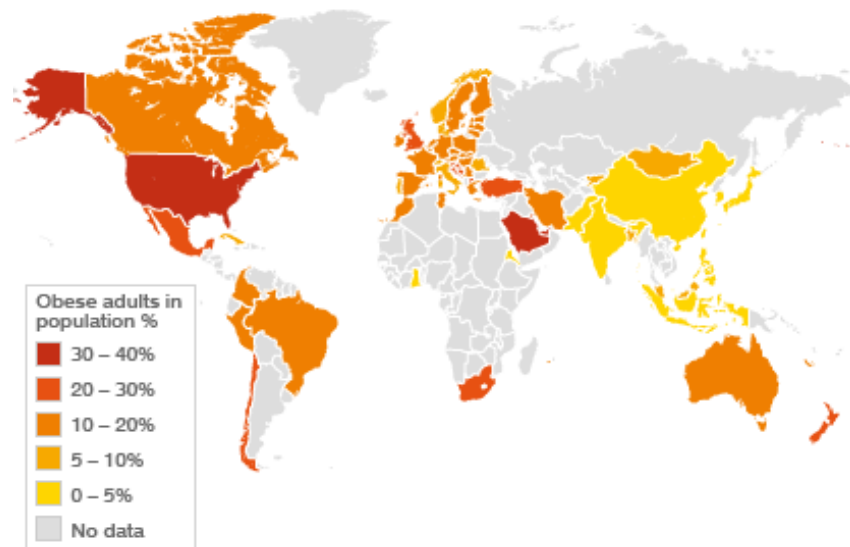 Obese adults in
population %
30 – 40%
20 – 30%
10 – 20%
5 – 10%
0 – 5%
No data